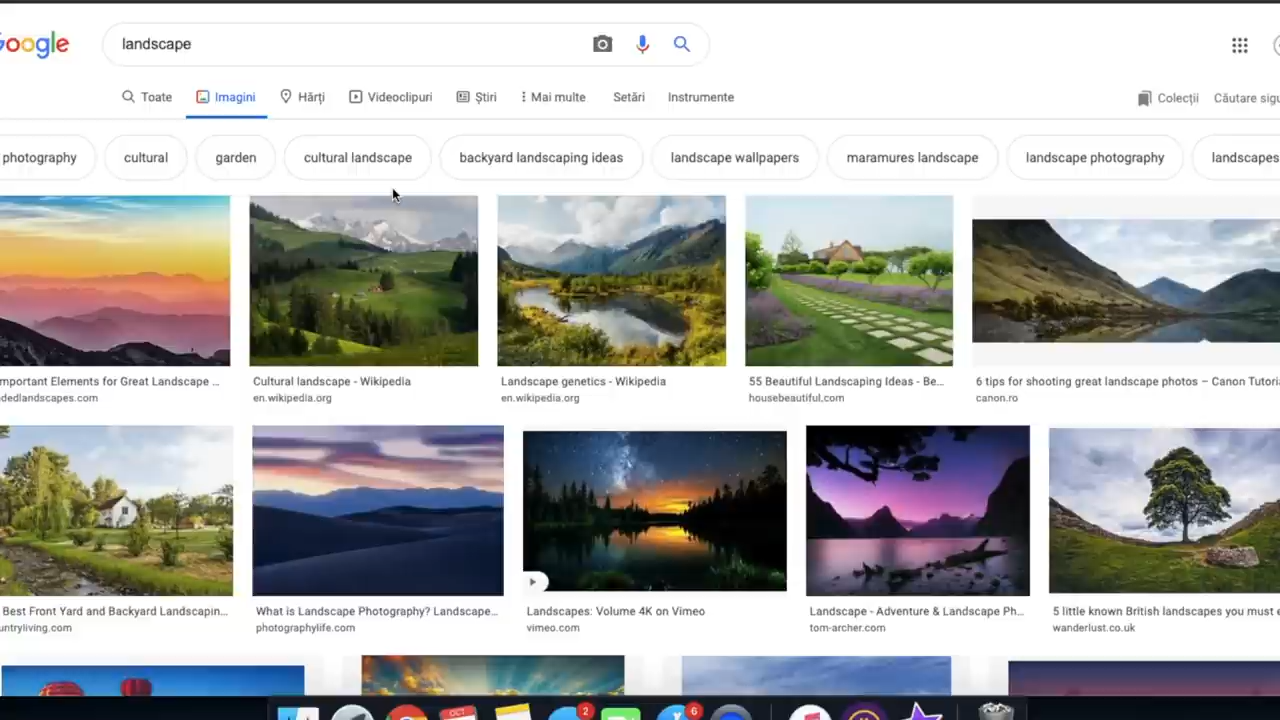 Google
landscape
Toate Imagini Hărți Videoclipuri Știri Mai multe Setări Instrumente Colecții Căutare sigu
photography cultural garden cultural landscape backyard landscaping ideas landscape wallpapers maramures landscape landscape photography landscapes
mportant Elements for Great Landscape ... Cultural landscape - Wikipedia Landscape genetics - Wikipedia 55 Beautiful Landscaping Ideas - Be... 6 tips for shooting great landscape photos – Canon Tutori
dedlandscapes.com en.wikipedia.org en.wikipedia.org housebeautiful.com canon.ro
Best Front Yard and Backyard Landscapin... What is Landscape Photography? Landscape... Landscapes: Volume 4K on Vimeo Landscape - Adventure & Landscape Ph... 5 little known British landscapes you must e
untryliving.com photographylife.com vimeo.com tom-archer.com wanderlust.co.uk
OCT 2 6